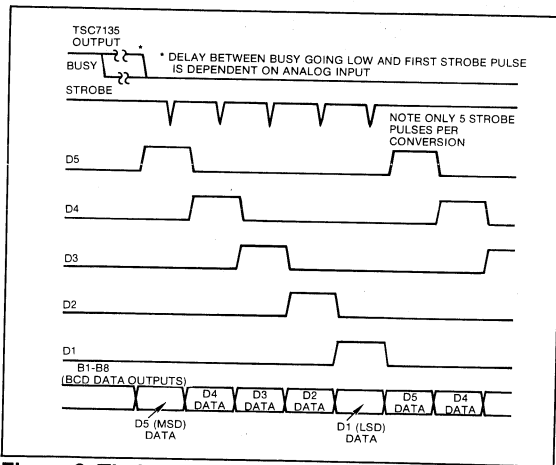 TSC7135
OUTPUT
*
BUSY
* DELAY BETWEEN BUSY GOING LOW AND FIRST STROBE PULSE
IS DEPENDENT ON ANALOG INPUT
STROBE
NOTE ONLY 5 STROBE
PULSES PER
CONVERSION
D5
D4
D3
D2
D1
B1-B8
(BCD DATA OUTPUTS)
D4
DATA
D3
DATA
D2
DATA
D5
DATA
D4
DATA
D5 (MSD)
DATA
D1 (LSD)
DATA